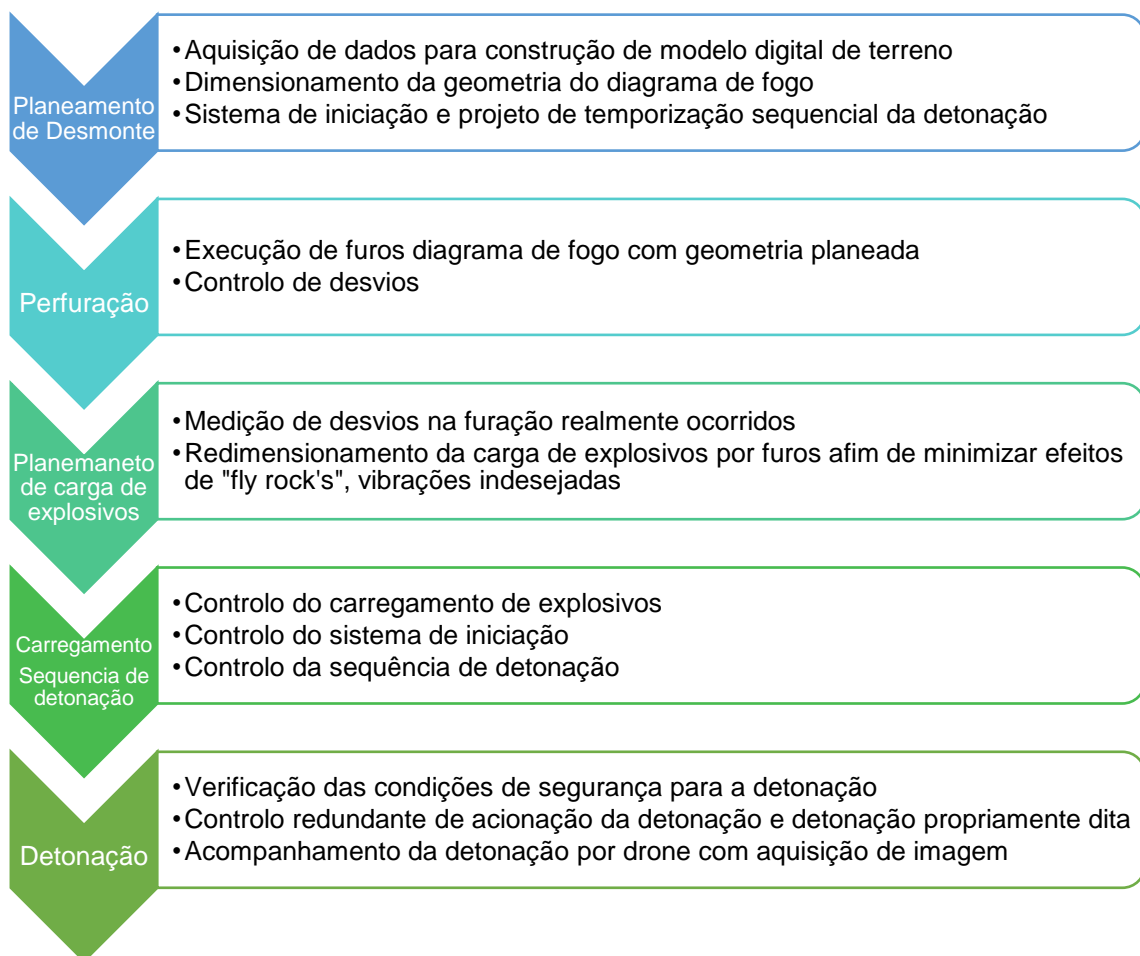 Planeamento
de Desmonte
•Aquisição de dados para construção de modelo digital de terreno
•Dimensionamento da geometria do diagrama de fogo
•Sistema de iniciação e projeto de temporização sequencial da detonação
Perfuração
•Execução de furos diagrama de fogo com geometria planeada
•Controlo de desvios
Planemaneto
de carga de
explosivos
•Medição de desvios na furação realmente ocorridos
•Redimensionamento da carga de explosivos por furos afim de minimizar efeitos
de "fly rock's", vibrações indesejadas
Carregamento
Sequencia de
detonação
•Controlo do carregamento de explosivos
•Controlo do sistema de iniciação
•Controlo da sequência de detonação
Detonação
•Verificação das condições de segurança para a detonação
•Controlo redundante de acionação da detonação e detonação propriamente dita
•Acompanhamento da detonação por drone com aquisição de imagem